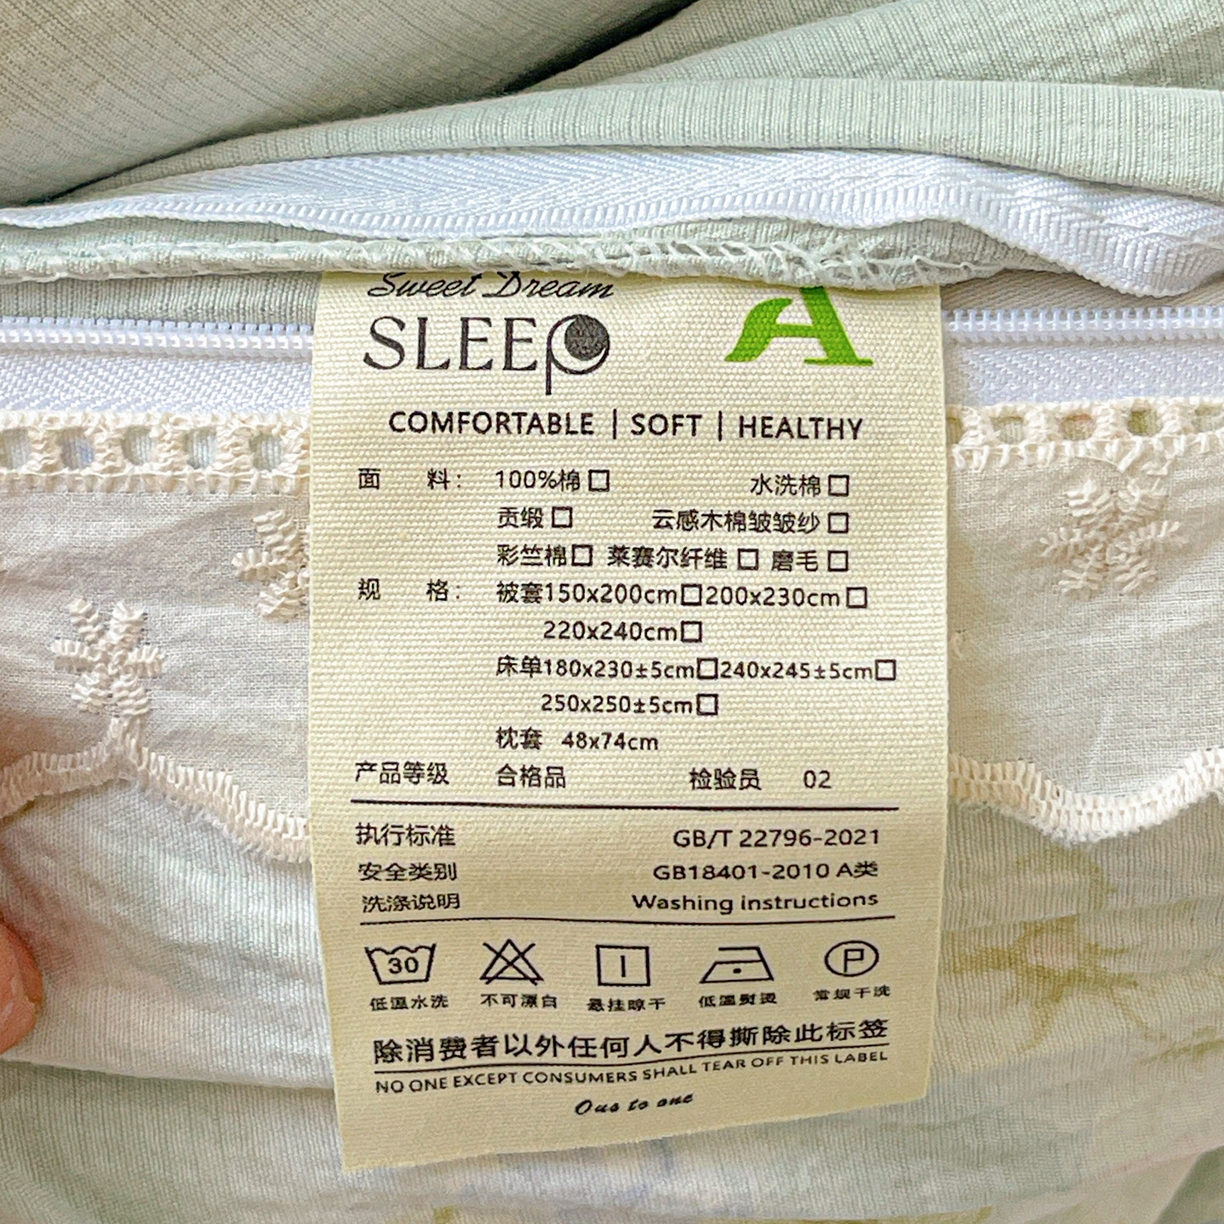 Sweet Dream
SLEEP
A
COMFORTABLE | SOFT | HEALTHY
面 料： 100%棉□ 水洗棉□
贡缎□ 云感木棉皱皱纱□
彩竺棉□ 莱赛尔纤维□ 磨毛□
规 格： 被套150x200cm□200x230cm□
220x240cm□
床单180x230±5cm□240x245±5cm□
250x250±5cm□
枕套 48x74cm
产品等级 合格品 检验员 02
执行标准 GB/T 22796-2021
安全类别 GB18401-2010 A类
洗涤说明 Washing instructions
30 P
低温水洗 不可漂白 悬挂晾干 低温熨烫 常规干洗
除消费者以外任何人不得撕除此标签
NO ONE EXCEPT CONSUMERS SHALL TEAR OFF THIS LABEL
Ous to one